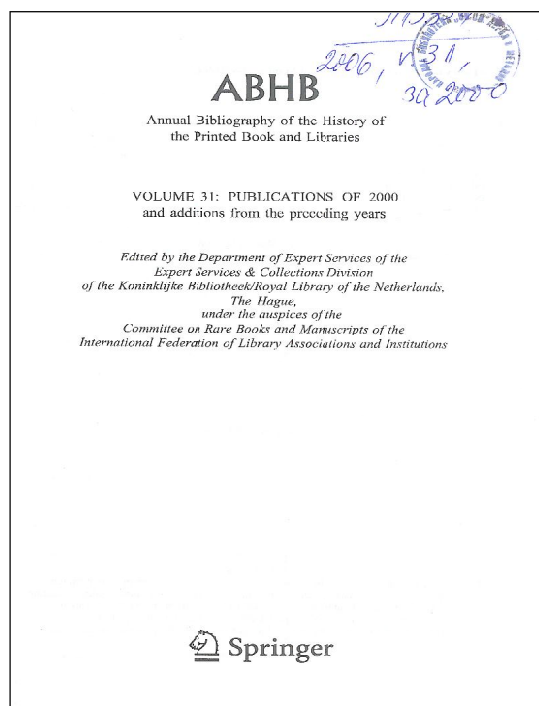 2006, v. 31,
за 2000
ABHB
Annual Bibliography of the History of
the Printed Book and Libraries
VOLUME 31: PUBLICATIONS OF 2000
and additions from the preceding years
Edited by the Department of Expert Services of the
Expert Services & Collections Division
of the Koninklijke Bibliotheek/Royal Library of the Netherlands,
The Hague,
under the auspices of the
Committee on Rare Books and Manuscripts of the
International Federation of Library Associations and Institutions
Springer